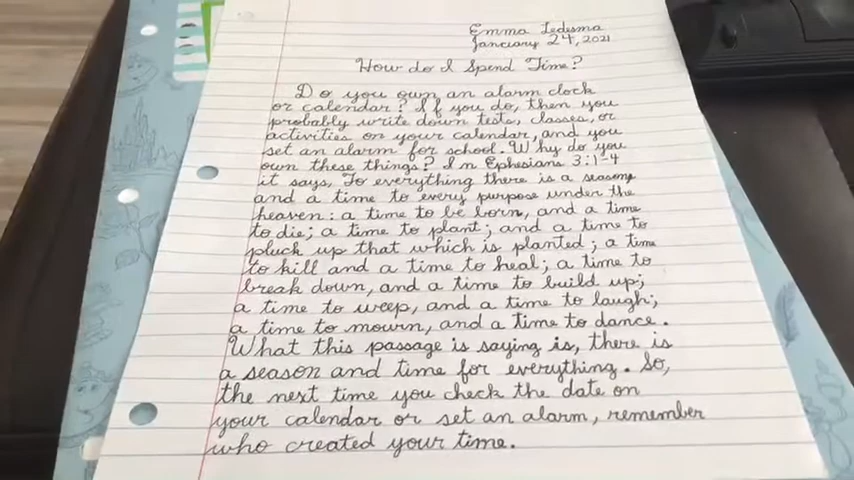 Emma Ledesma
January 24, 2021
How do I Spend Time?
Do you own an alarm clock
or calendar? If you do, then you
probably write down tests, classes, or
activities on your calendar, and you
set an alarm for school. Why do you
own these things? In Ephesians 3:1-4
it says, To everything there is a season,
and a time to every purpose under the
heaven: a time to be born, and a time
to die; a time to plant; and a time to
pluck up that which is planted; a time
to kill and a time to heal; a time to
break down, and a time to build up;
a time to weep, and a time to laugh;
a time to mourn, and a time to dance.
What this passage is saying is, there is
a season and time for everything. So,
the next time you check the date on
your calendar or set an alarm, remember
who created your time.